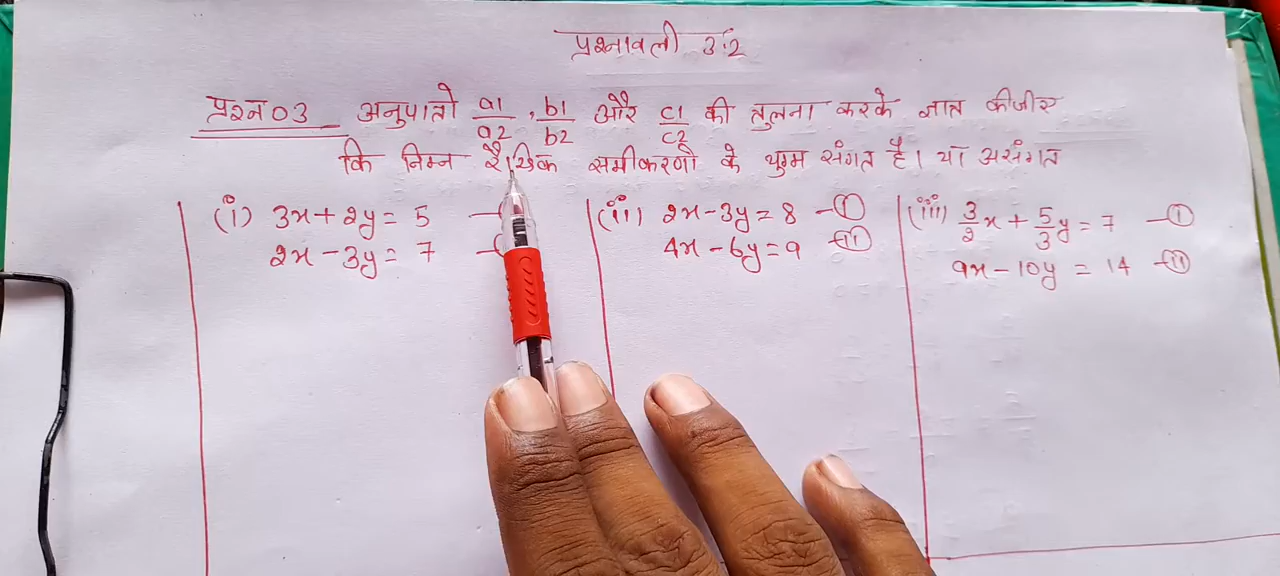 प्रश्नावली 3.2
प्रश्न 03 अनुपातो a1/a2 , b1/b2 और c1/c2 की तुलना करके ज्ञात कीजीए
कि निम्न रैखिक समीकरणो के युग्म संगत है। या असंगत
(i) 3x + 2y = 5
2x - 3y = 7
(ii) 2x - 3y = 8 -(I)
4x - 6y = 9 (II)
(iii) 3/2 x + 5/3 y = 7 -(I)
9x - 10y = 14 -(II)